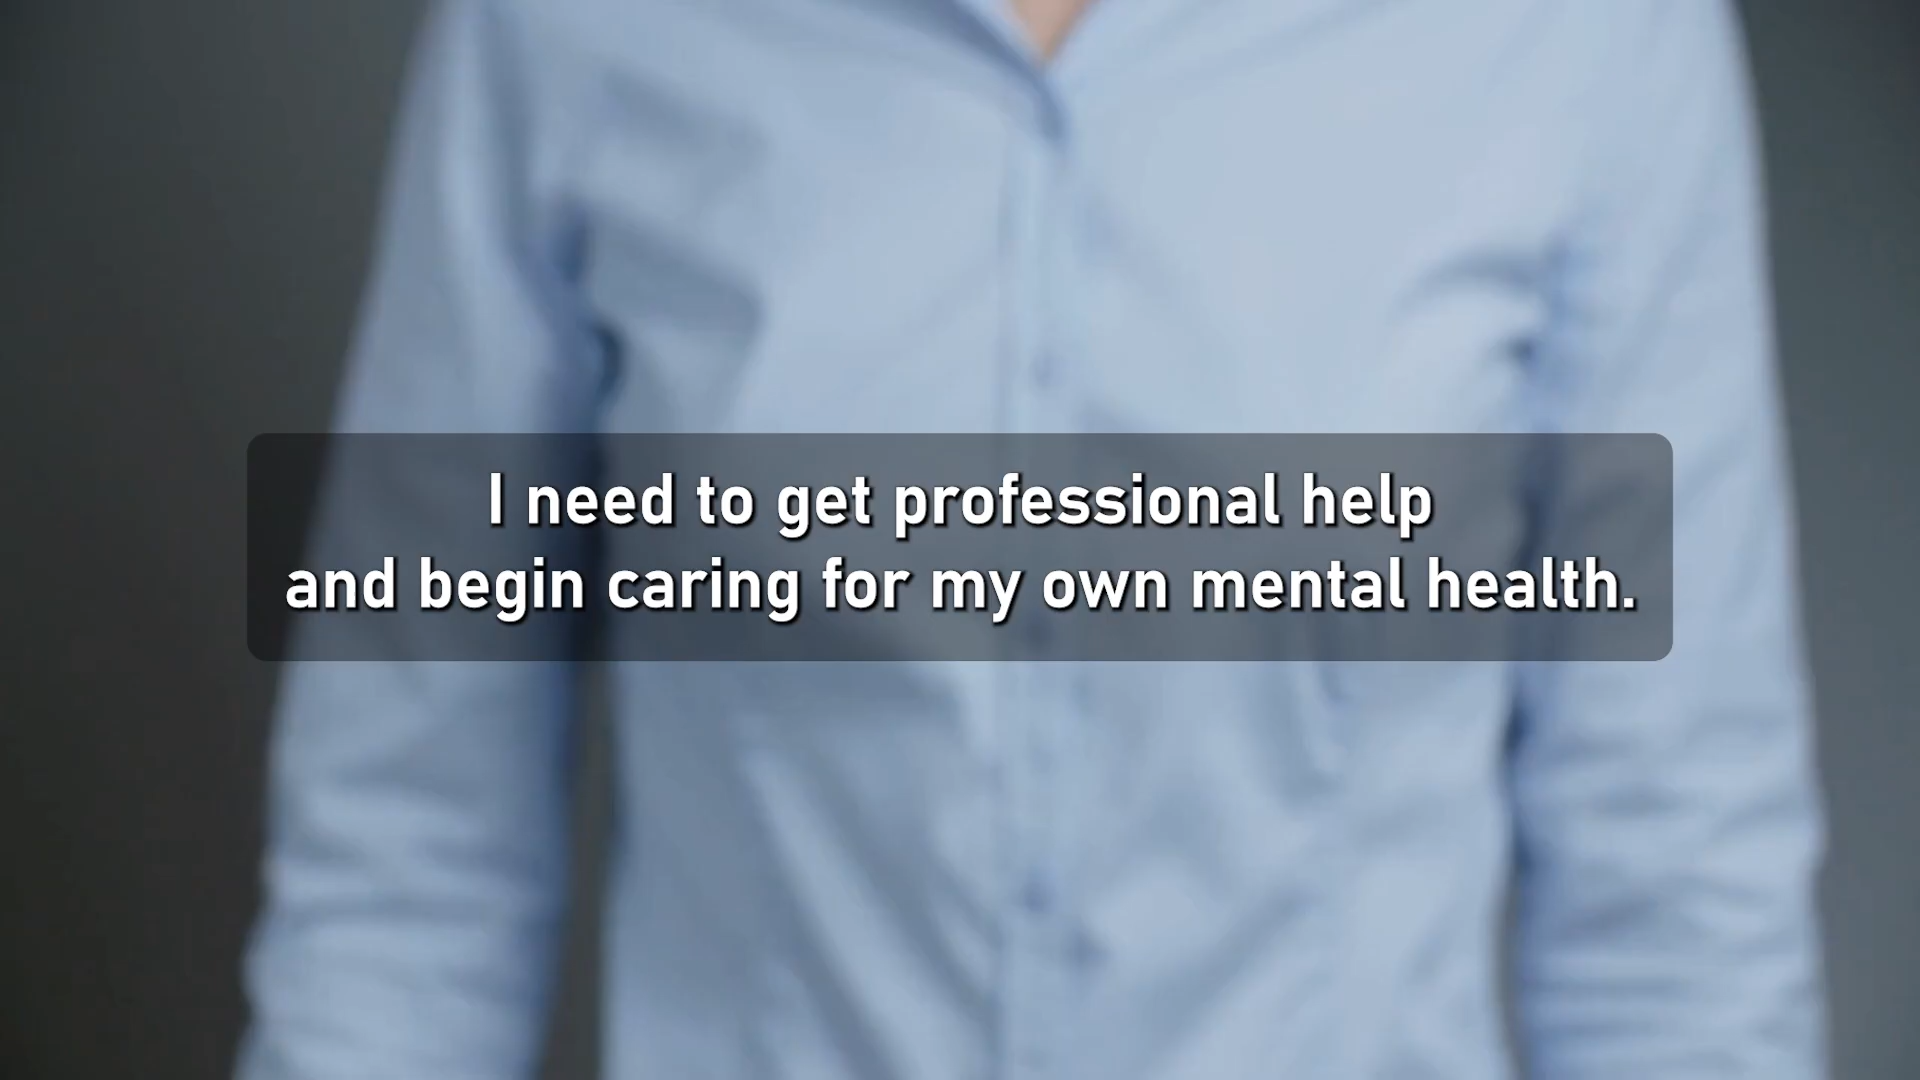 I need to get professional help
and begin caring for my own mental health.